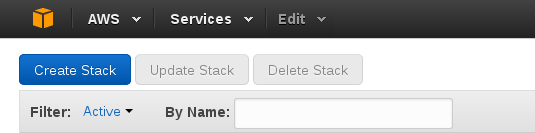 AWS Services Edit
Create Stack Update Stack Delete Stack
Filter: Active By Name: